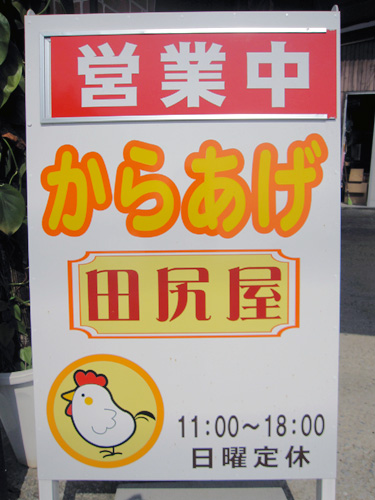 営業中
からあげ
田尻屋
11:00～18:00
日曜定休